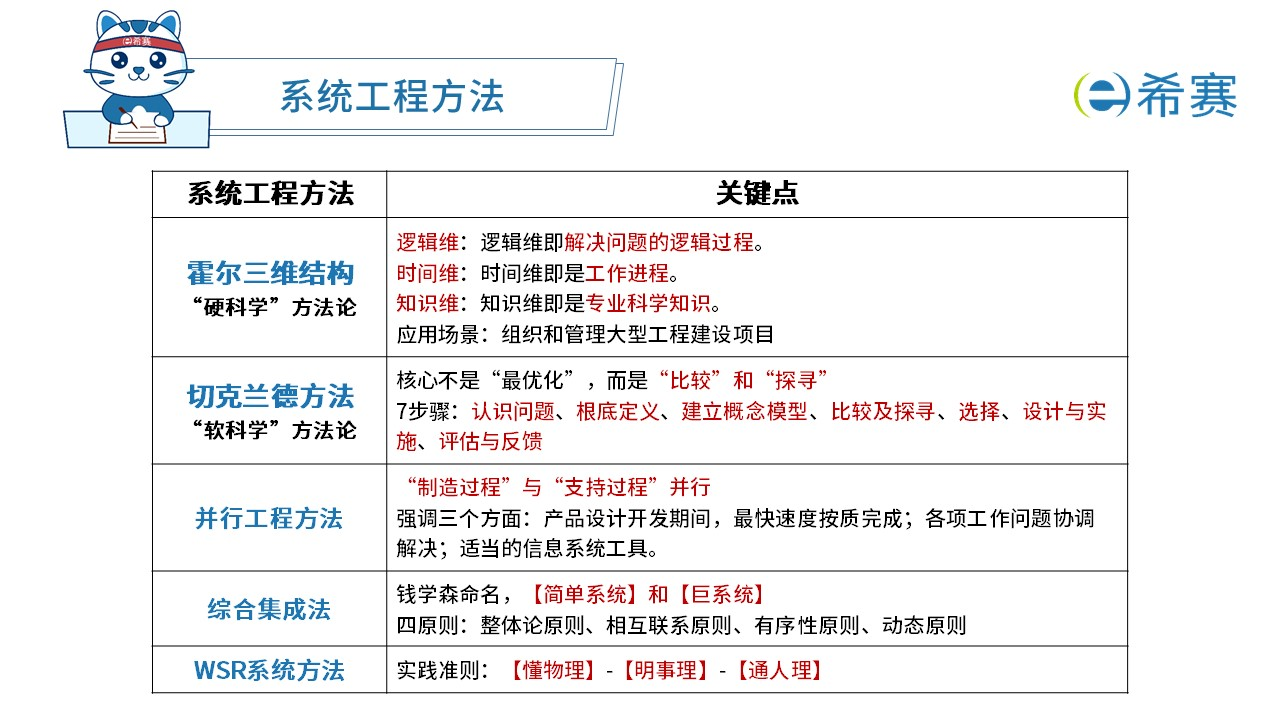 希赛
系统工程方法
希赛
系统工程方法
关键点
霍尔三维结构
“硬科学”方法论
逻辑维：逻辑维即解决问题的逻辑过程。
时间维：时间维即是工作进程。
知识维：知识维即是专业科学知识。
应用场景：组织和管理大型工程建设项目
切克兰德方法
“软科学”方法论
核心不是“最优化”，而是“比较”和“探寻”
7步骤：认识问题、根底定义、建立概念模型、比较及探寻、选择、设计与实
施、评估与反馈
并行工程方法
“制造过程”与“支持过程”并行
强调三个方面：产品设计开发期间，最快速度按质完成；各项工作问题协调
解决；适当的信息系统工具。
综合集成法
钱学森命名，【简单系统】和【巨系统】
四原则：整体论原则、相互联系原则、有序性原则、动态原则
WSR系统方法
实践准则：【懂物理】-【明事理】-【通人理】